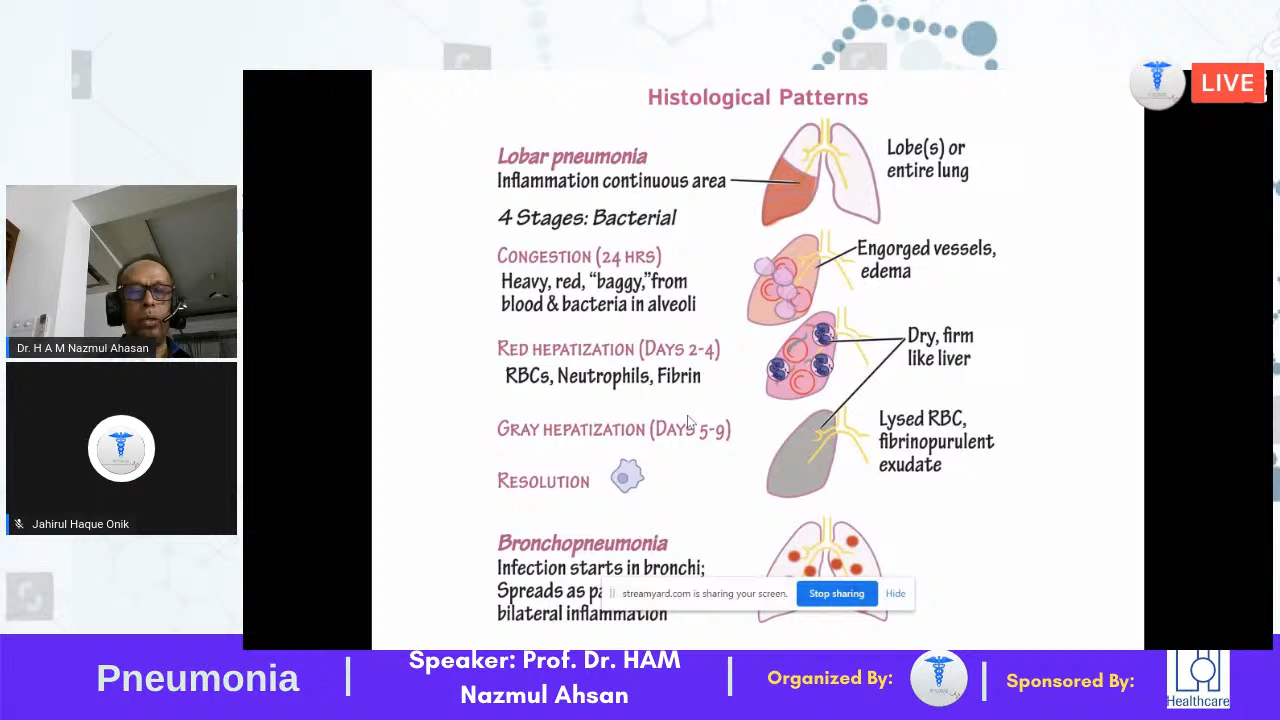 LIVE
Histological Patterns
Lobar pneumonia
Inflammation continuous area
Lobe(s) or
entire lung
4 Stages: Bacterial
CONGESTION (24 HRS)
Heavy, red, “baggy,”from
blood & bacteria in alveoli
Engorged vessels,
edema
RED HEPATIZATION (DAYS 2-4)
RBCs, Neutrophils, Fibrin
Dry, firm
like liver
GRAY HEPATIZATION (DAYS 5-9)
Lysed RBC,
fibrinopurulent
exudate
RESOLUTION
Bronchopneumonia
Infection starts in bronchi;
Spreads as
bilateral inflammation
streamyard.com is sharing your screen.
Stop sharing
Hide
Dr. H A M Nazmul Ahasan
Jahirul Haque Onik
Pneumonia
Speaker: Prof. Dr. HAM
Nazmul Ahsan
Organized By:
Sponsored By:
Healthcare